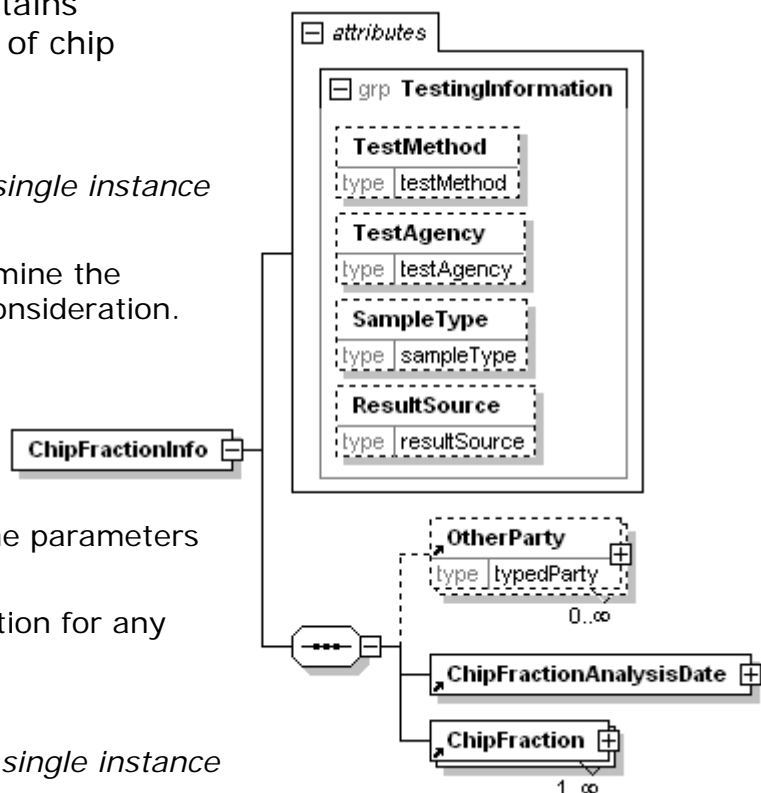 tains
of chip
single instance
mine the
onsideration.
ne parameters
tion for any
single instance
attributes
grp TestingInformation
TestMethod
type testMethod
TestAgency
type testAgency
SampleType
type sampleType
ResultSource
type resultSource
ChipFractionInfo
OtherParty
type typedParty
0..∞
ChipFractionAnalysisDate
ChipFraction
1..∞